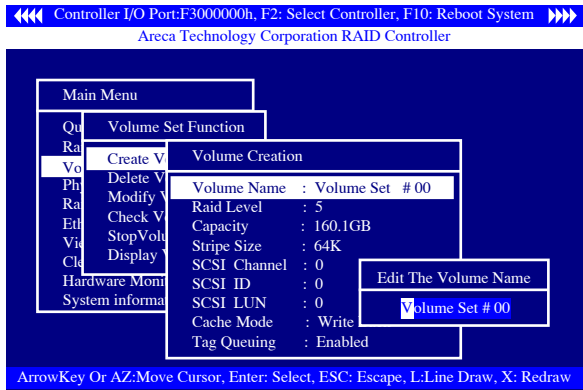 Controller I/O Port:F3000000h, F2: Select Controller, F10: Reboot System
Areca Technology Corporation RAID Controller
Main Menu
Qu
Ra
Vo
Ph
Ra
Eth
Vie
Cle
Hardware Moni
System informa
Volume Set Function
Create V
Delete V
Modify V
Check Vo
StopVolu
Display V
Volume Creation
Volume Name : Volume Set # 00
Raid Level : 5
Capacity : 160.1GB
Stripe Size : 64K
SCSI Channel : 0
SCSI ID : 0
SCSI LUN : 0
Cache Mode : Write
Tag Queuing : Enabled
Edit The Volume Name
Volume Set # 00
ArrowKey Or AZ:Move Cursor, Enter: Select, ESC: Escape, L:Line Draw, X: Redraw